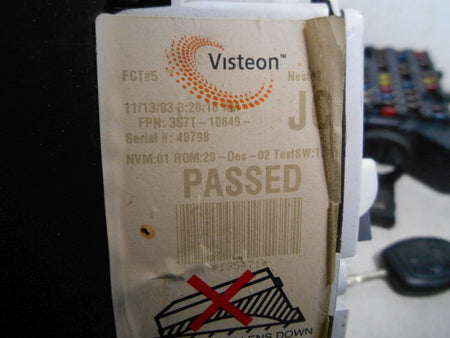 Visteon™
FCT#5
11/13/03
FPN: 3S7T-10849-
Serial #: 48798
NVM:01 ROM:20-Dec-02 TestSW:
PASSED
LENS DOWN